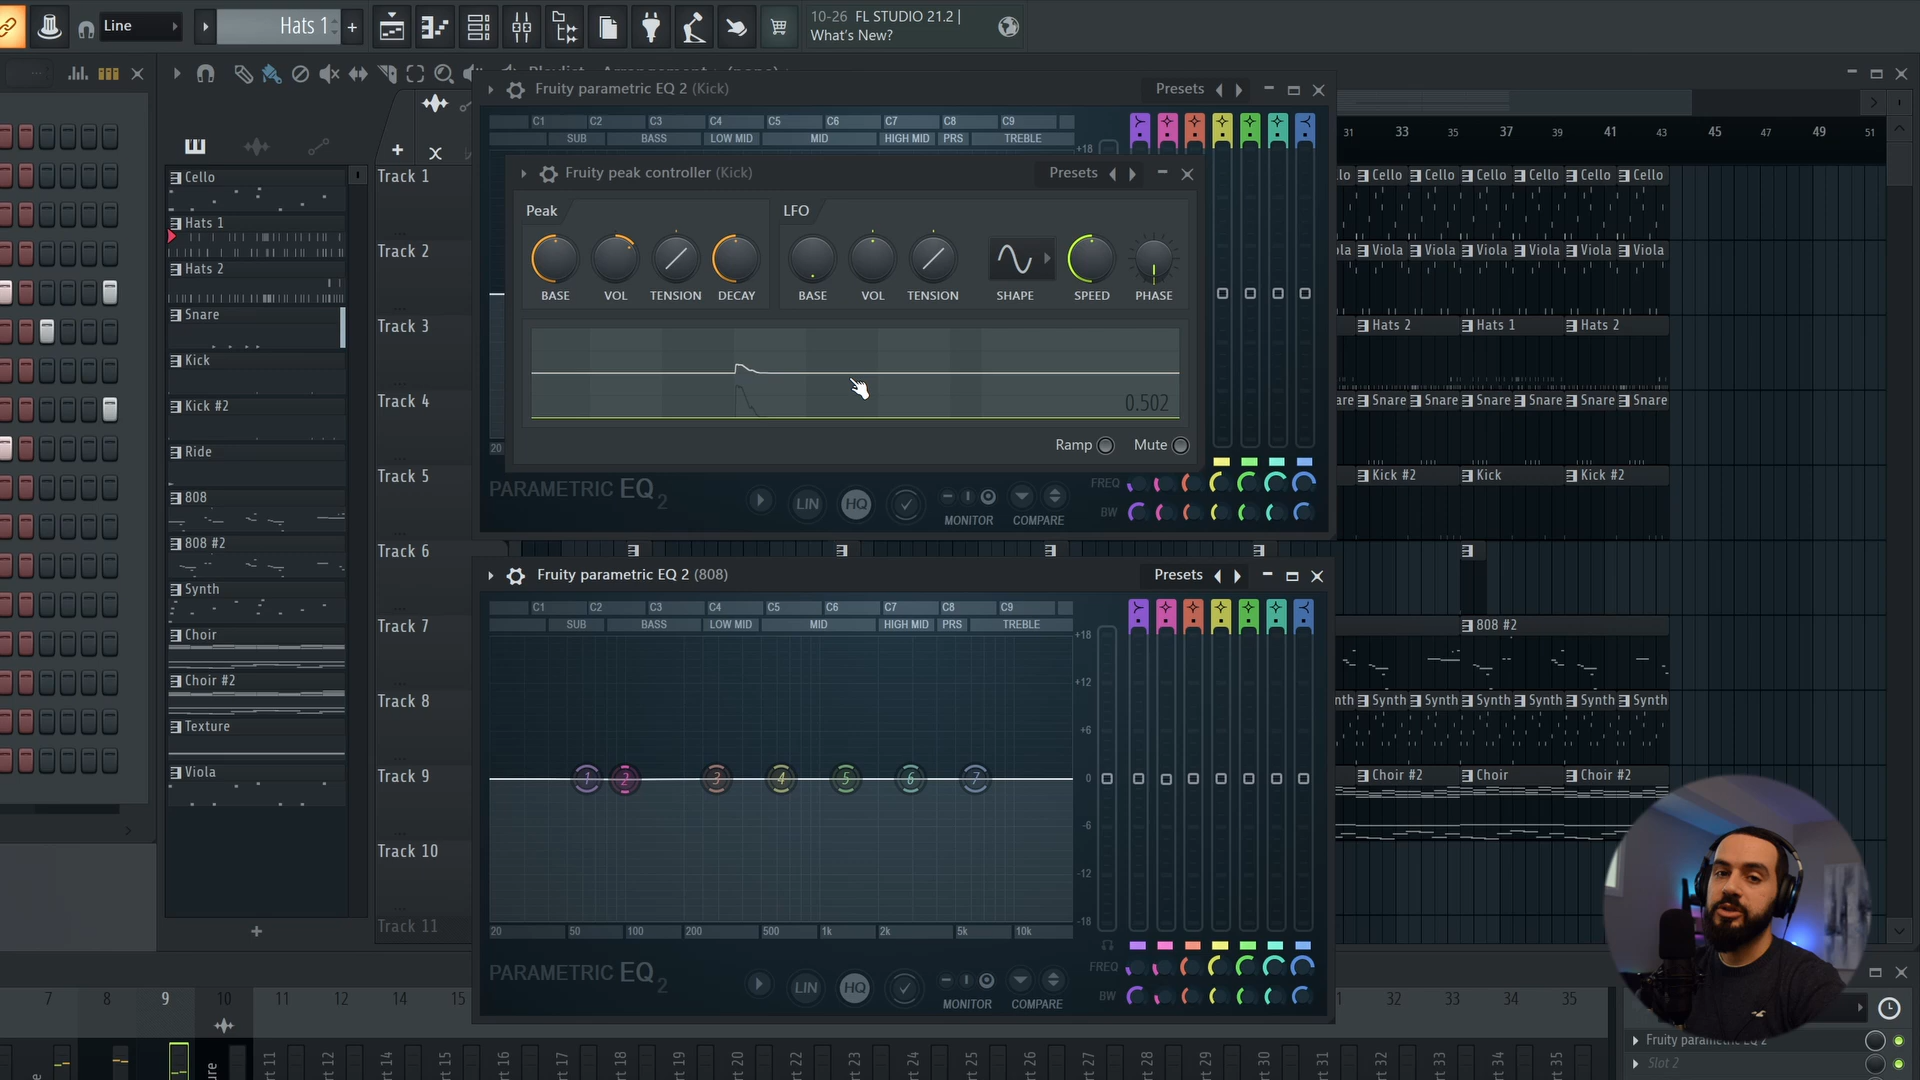 Line
Hats 1
10-26 FL STUDIO 21.2 |
What's New?
Fruity parametric EQ 2 (Kick)
Presets
C1 C2 C3 C4 C5 C6 C7 C8 C9
SUB BASS LOW MID MID HIGH MID PRS TREBLE
+18
31 33 35 37 39 41 43 45 47 49 51
Fruity peak controller (Kick)
Presets
Peak
LFO
BASE VOL TENSION DECAY
BASE VOL TENSION SHAPE SPEED PHASE
0.502
Ramp
Mute
20
PARAMETRIC EQ 2
LIN
HQ
MONITOR
COMPARE
FREQ
BW
Cello
Hats 1
Hats 2
Snare
Kick
Kick #2
Ride
808
808 #2
Synth
Choir
Choir #2
Texture
Viola
Track 1
Track 2
Track 3
Track 4
Track 5
Track 6
Track 7
Track 8
Track 9
Track 10
Track 11
Cello Cello Cello Cello Cello Cello
Viola Viola Viola Viola Viola Viola
Hats 2 Hats 1 Hats 2
Snare Snare Snare Snare Snare Snare
Kick #2 Kick Kick #2
808 #2
Synth Synth Synth Synth Synth Synth
Choir #2 Choir Choir #2
Fruity parametric EQ 2 (808)
Presets
C1 C2 C3 C4 C5 C6 C7 C8 C9
SUB BASS LOW MID MID HIGH MID PRS TREBLE
+18
+12
+6
0
-6
-12
-18
1 2 3 4 5 6 7
20 50 100 200 500 1k 2k 5k 10k
PARAMETRIC EQ 2
LIN
HQ
MONITOR
COMPARE
FREQ
BW
7 8 9 10 11 12 13 14 15
31 32 33 34 35
Fruity parametric EQ 2
Slot 2